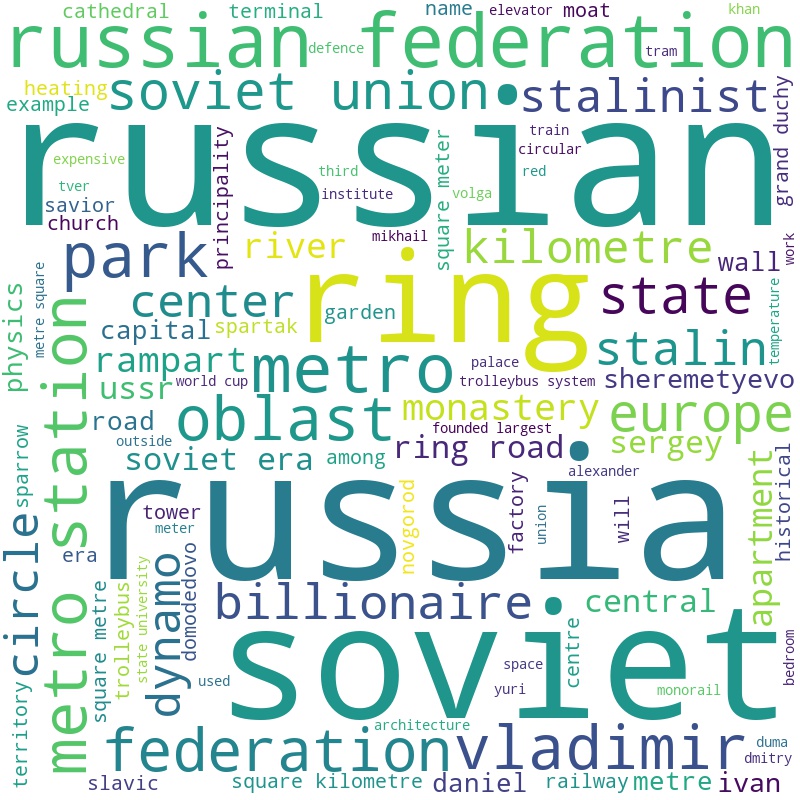 cathedral
terminal
name
elevator
moat
khan
russian federation
defence
tram
heating
soviet union
stalinist
example
grand duchy
russian
train
circular
expensive
third
red
tver
institute
volga
savior
principality
square meter
church
mikhail
work
park
river
kilometre
wall
ring
state
center
garden
physics
metre square
capital
spartak
temperature
stalin
rampart
metro
palace
ussr
world cup
trolleybus system
sheremetyevo
metro station
oblast
monastery
europe
road
founded largest
outside
ring road
sergey
soviet era
among
sparrow
alexander
russia
apartment
historical
tower
meter
novgorod
factory
union
will
circle
era
dynamo
domodedovo
state university
trolleybus
square metre
billionaire
central
soviet
centre
space
bedroom
territory
used
yuri
monorail
architecture
federation
vladimir
duma
dmitry
slavic
square kilometre
daniel
railway
metre
ivan